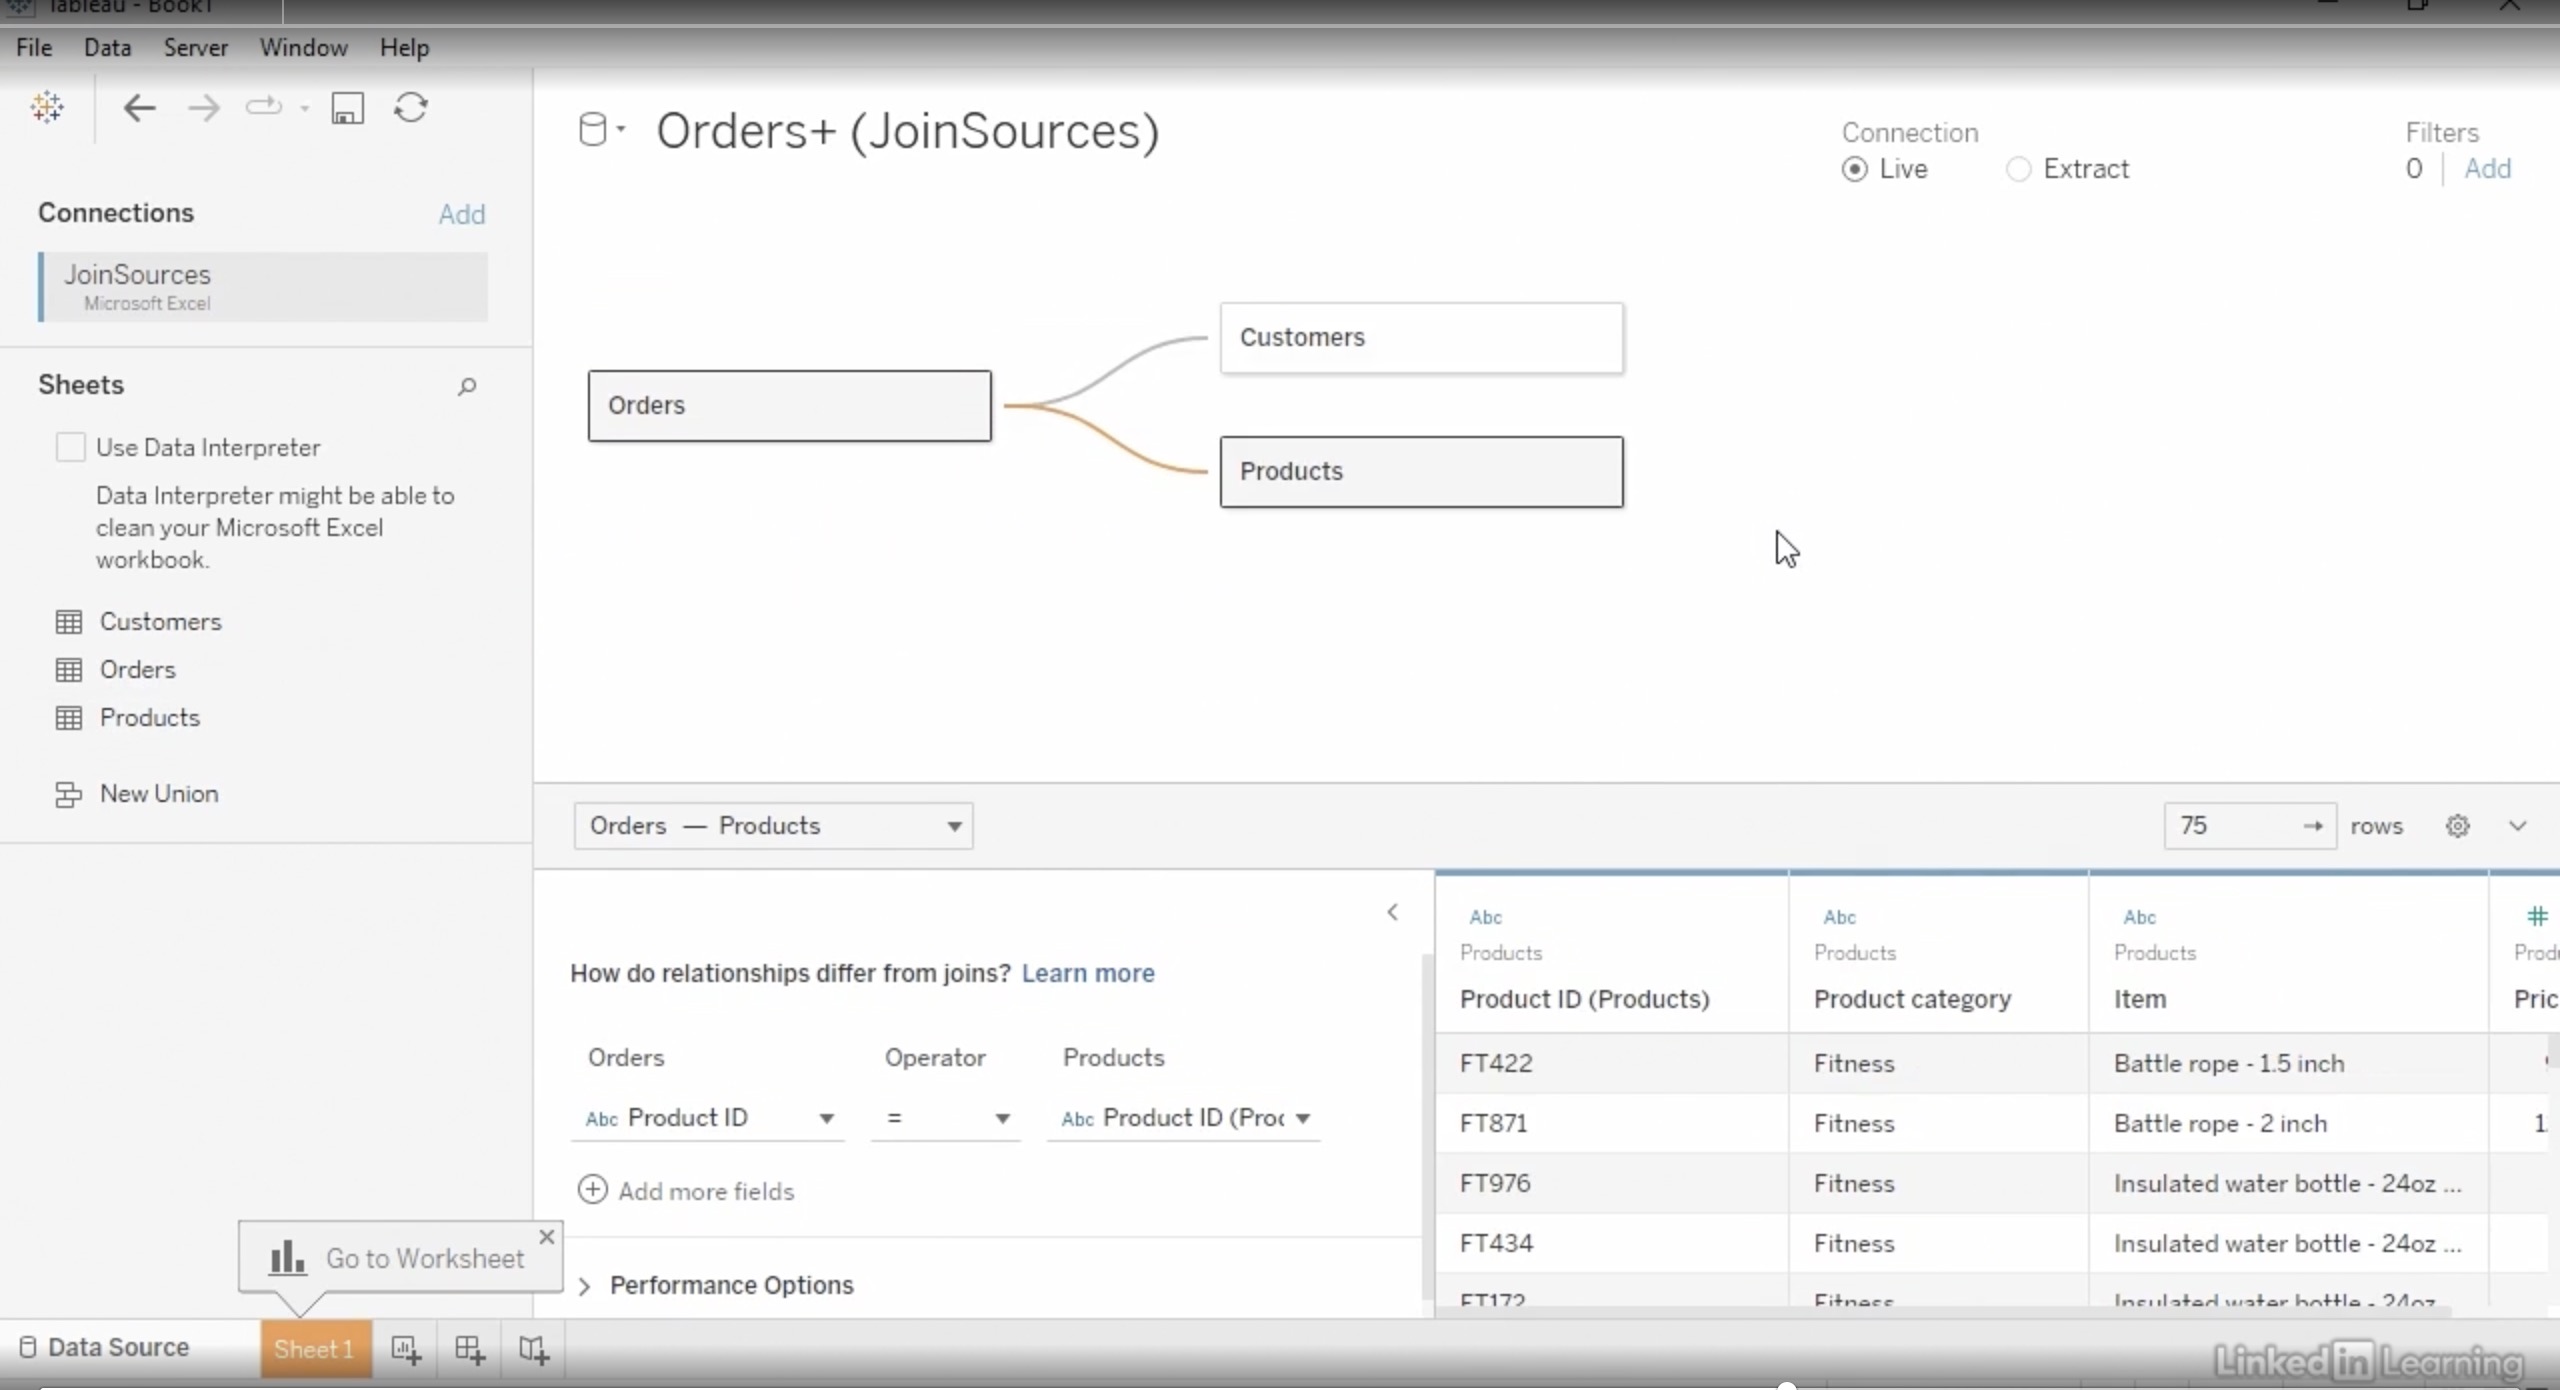 Tableau - Book1
File Data Server Window Help
Orders+ (JoinSources)
Connection
Live Extract
Filters
0 Add
Connections Add
JoinSources
Microsoft Excel
Sheets
Use Data Interpreter
Data Interpreter might be able to
clean your Microsoft Excel
workbook.
Customers
Orders
Products
New Union
Orders
Customers
Products
Orders — Products
75 → rows
How do relationships differ from joins? Learn more
Orders Operator Products
Abc Product ID = Abc Product ID (Proc
Add more fields
Performance Options
Abc Abc Abc #
Products Products Products Produ
Product ID (Products) Product category Item Pric
FT422 Fitness Battle rope - 1.5 inch
FT871 Fitness Battle rope - 2 inch 1
FT976 Fitness Insulated water bottle - 24oz ...
FT434 Fitness Insulated water bottle - 24oz ...
FT172 Fitness Insulated water bottle - 24oz
Go to Worksheet
Data Source Sheet 1
LinkedIn Learning